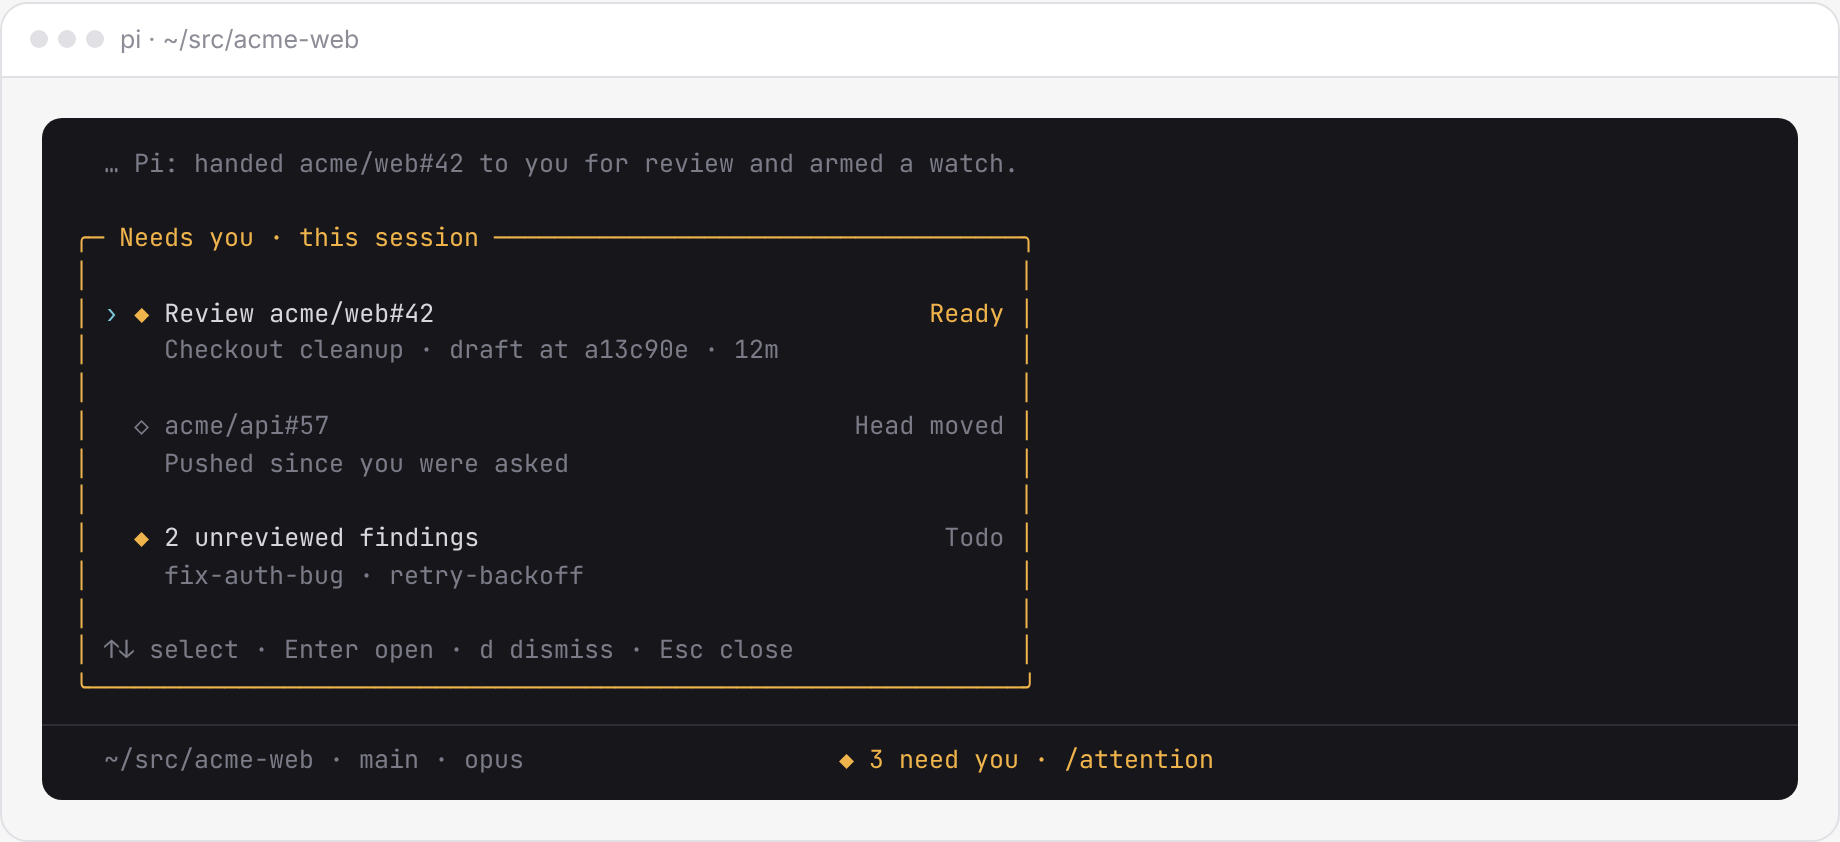 pi · ~/src/acme-web
… Pi: handed acme/web#42 to you for review and armed a watch.
Needs you · this session
› ◆ Review acme/web#42 Ready
Checkout cleanup · draft at a13c90e · 12m
◇ acme/api#57 Head moved
Pushed since you were asked
◆ 2 unreviewed findings Todo
fix-auth-bug · retry-backoff
↑↓ select · Enter open · d dismiss · Esc close
~/src/acme-web · main · opus ◆ 3 need you · /attention